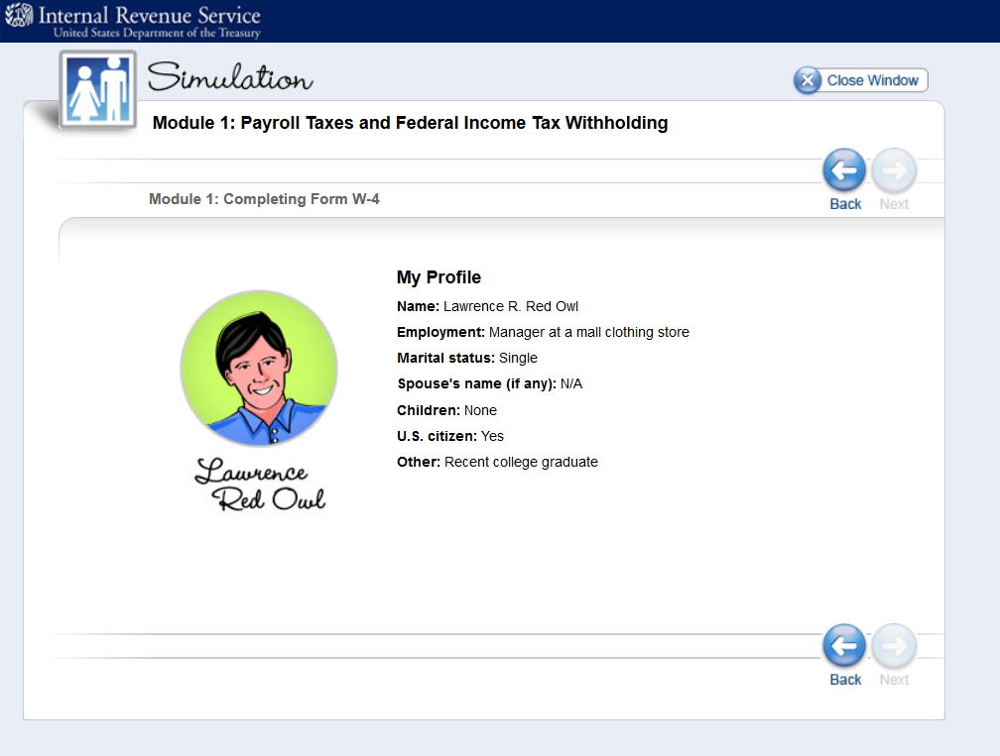 Internal Revenue Service
United States Department of the Treasury
Simulation
Close Window
Module 1: Payroll Taxes and Federal Income Tax Withholding
Back Next
Module 1: Completing Form W-4
My Profile
Name: Lawrence R. Red Owl
Employment: Manager at a mall clothing store
Marital status: Single
Spouse's name (if any): N/A
Children: None
U.S. citizen: Yes
Other: Recent college graduate
Lawrence
Red Owl
Back Next